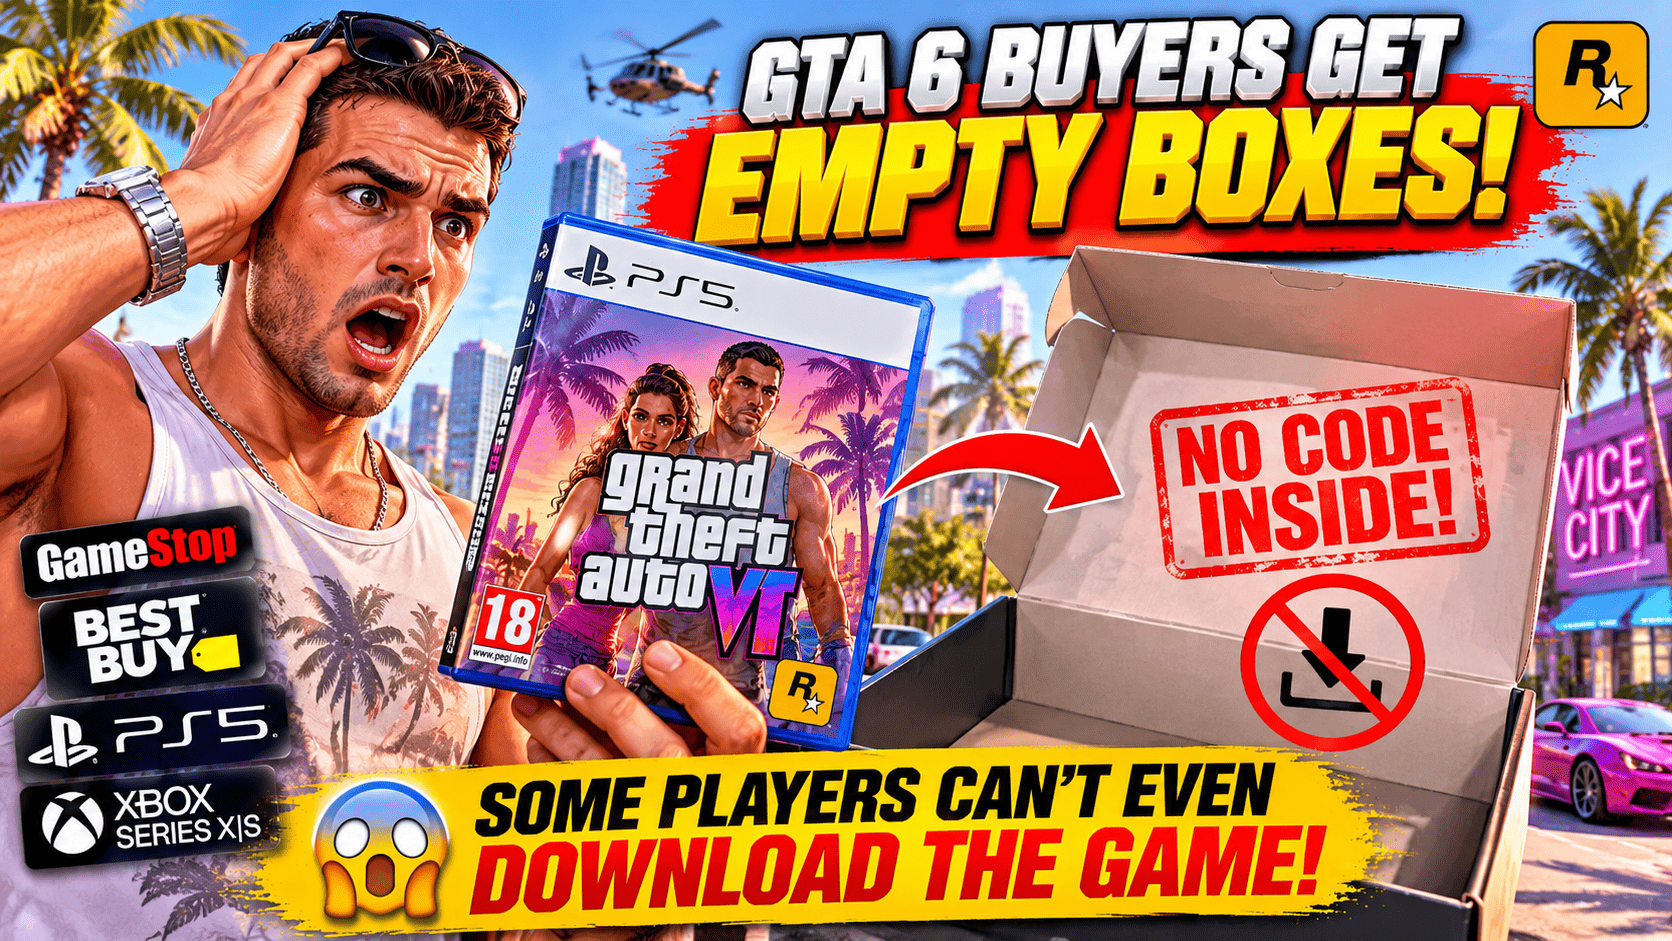 GTA 6 BUYERS GET
EMPTY BOXES!
R
PS5
grand
theft
auto VI
18
www.pegi.info
R
NO CODE
INSIDE!
VICE
CITY
GameStop
BEST
BUY
PS5
XBOX
SERIES X|S
SOME PLAYERS CAN'T EVEN
DOWNLOAD THE GAME!